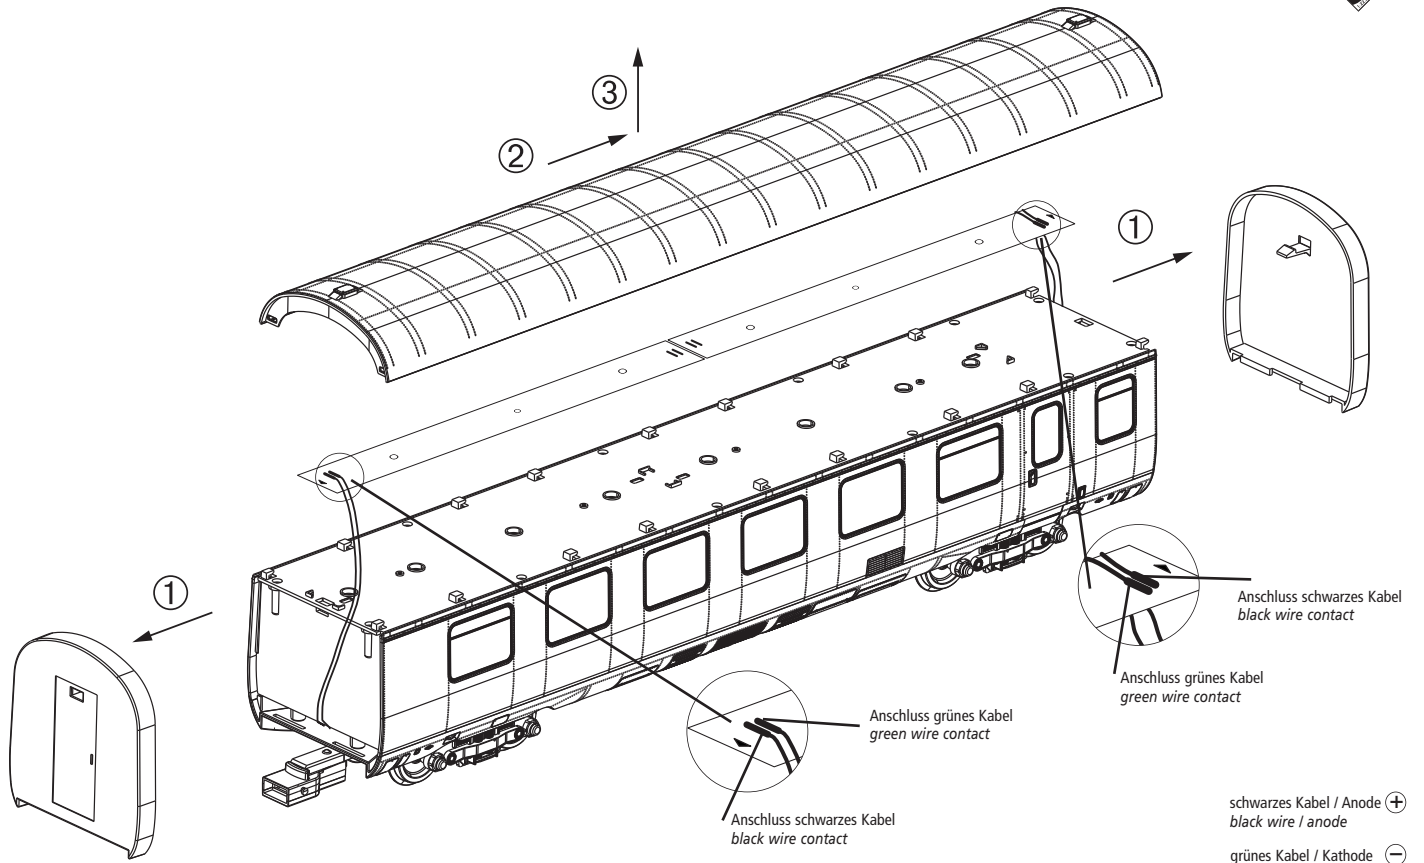 ③
②
①
①
Anschluss schwarzes Kabel
black wire contact
Anschluss grünes Kabel
green wire contact
Anschluss grünes Kabel
green wire contact
Anschluss schwarzes Kabel
black wire contact
schwarzes Kabel / Anode +
black wire / anode
grünes Kabel / Kathode −